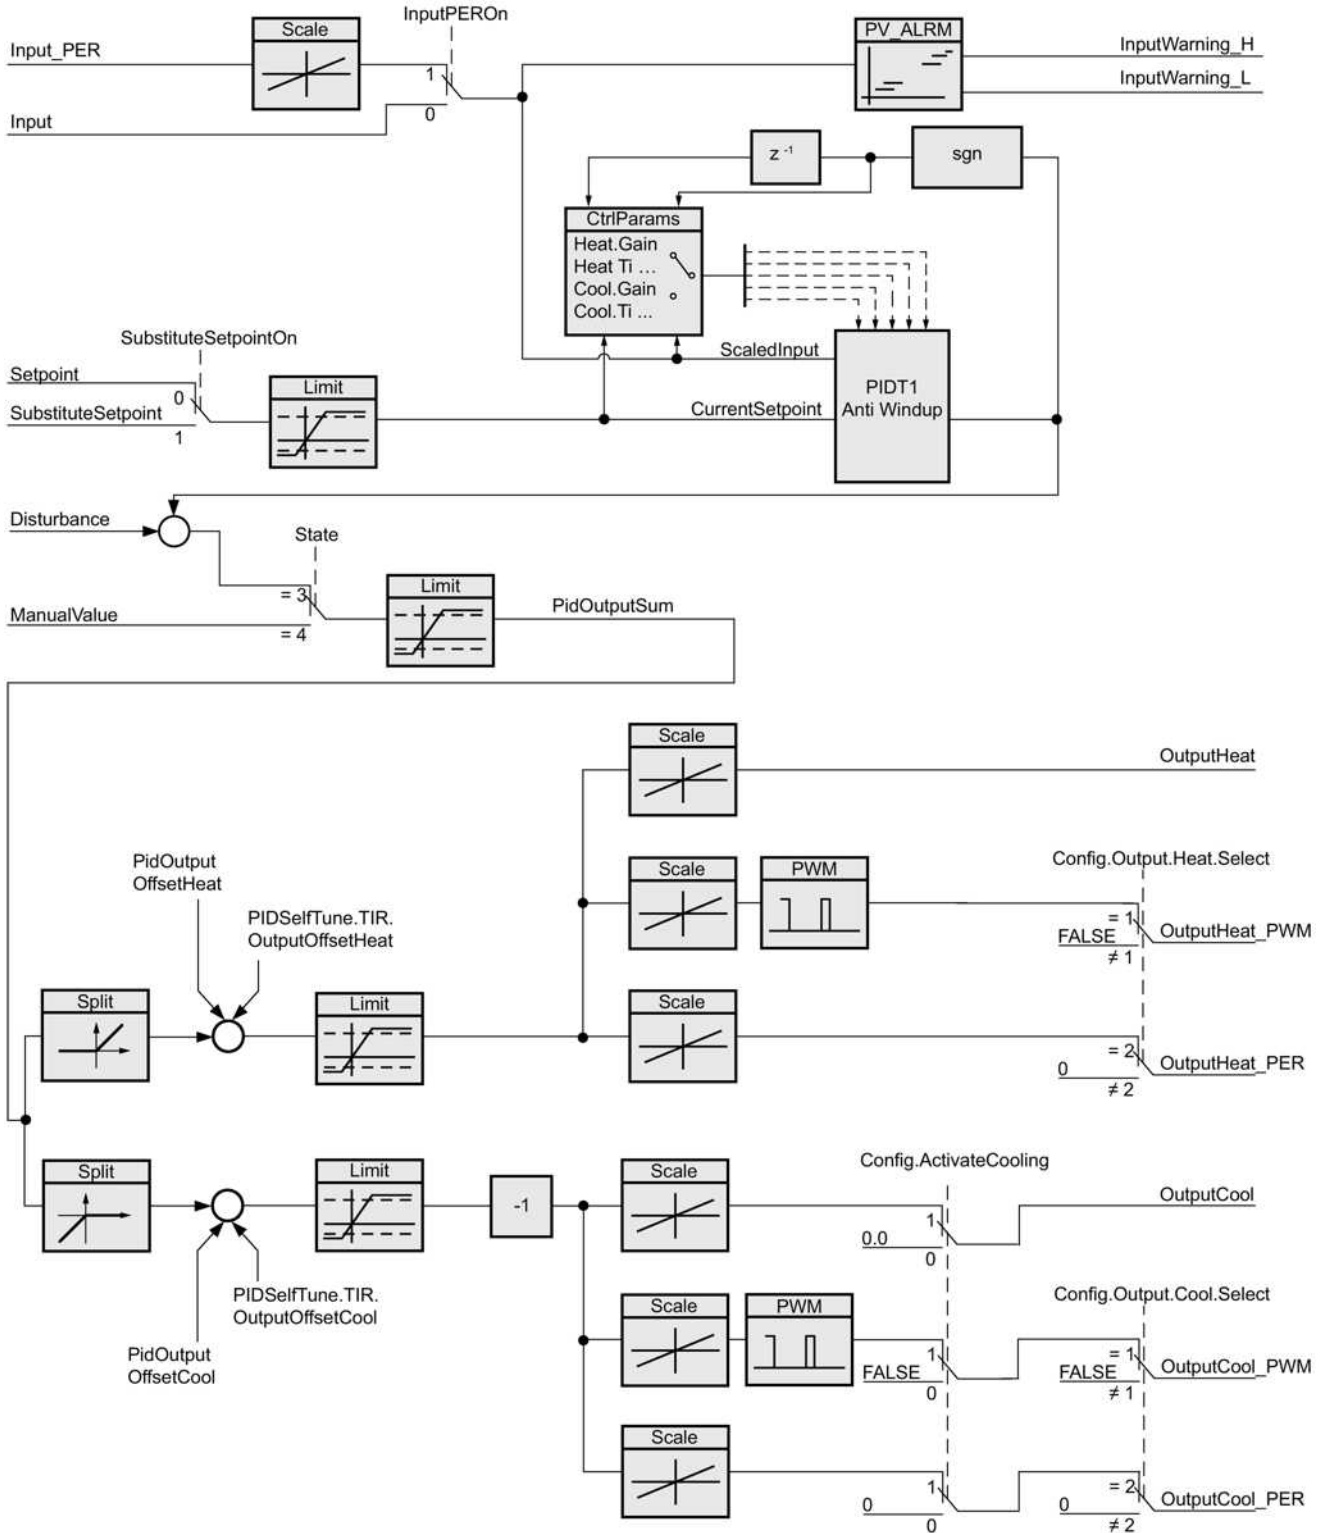 InputPEROn
Scale
PV_ALRM
Input_PER
InputWarning_H
1
InputWarning_L
0
Input
z -1
sgn
CtrlParams
Heat.Gain
Heat Ti ...
Cool.Gain
Cool.Ti ...
SubstituteSetpointOn
ScaledInput
Setpoint
0
Limit
PIDT1
Anti Windup
SubstituteSetpoint
1
CurrentSetpoint
Disturbance
State
= 3
Limit
PidOutputSum
ManualValue
= 4
Scale
OutputHeat
PidOutput
OffsetHeat
Scale
PWM
Config.Output.Heat.Select
PIDSelfTune.TIR.
OutputOffsetHeat
= 1
FALSE
≠ 1
OutputHeat_PWM
Split
Limit
Scale
= 2
0
≠ 2
OutputHeat_PER
Split
Limit
-1
Scale
Config.ActivateCooling
OutputCool
1
0.0
0
PIDSelfTune.TIR.
OutputOffsetCool
Scale
PWM
Config.Output.Cool.Select
PidOutput
OffsetCool
1
FALSE
0
= 1
FALSE
≠ 1
OutputCool_PWM
Scale
1
0
0
= 2
0
≠ 2
OutputCool_PER